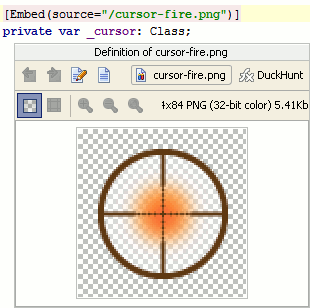 [Embed(source="/cursor-fire.png")]
private var _cursor: Class;
Definition of cursor-fire.png
cursor-fire.png fx DuckHunt
4x84 PNG (32-bit color) 5.41Kb